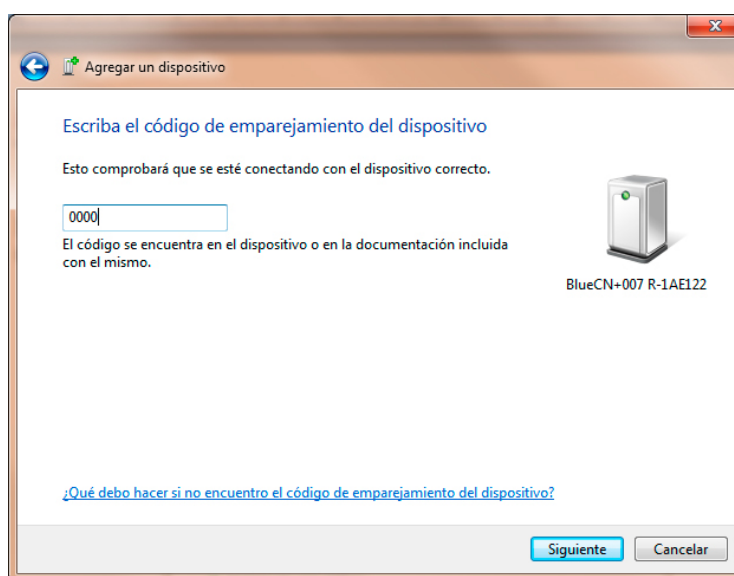 Agregar un dispositivo
Escriba el código de emparejamiento del dispositivo
Esto comprobará que se esté conectando con el dispositivo correcto.
0000
El código se encuentra en el dispositivo o en la documentación incluida
con el mismo.
BlueCN+007 R-1AE122
¿Qué debo hacer si no encuentro el código de emparejamiento del dispositivo?
Siguiente
Cancelar